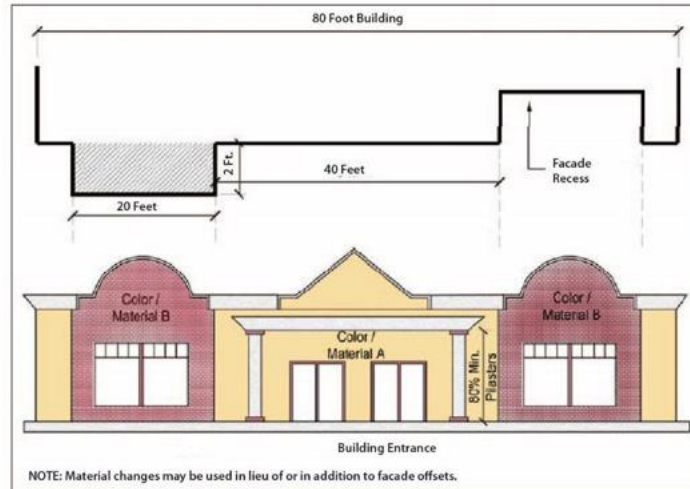 80 Foot Building
2 Ft.
40 Feet
Facade
Recess
20 Feet
Color /
Material B
Color /
Material A
80% Min.
Pilasters
Color /
Material B
Building Entrance
NOTE: Material changes may be used in lieu of or in addition to facade offsets.